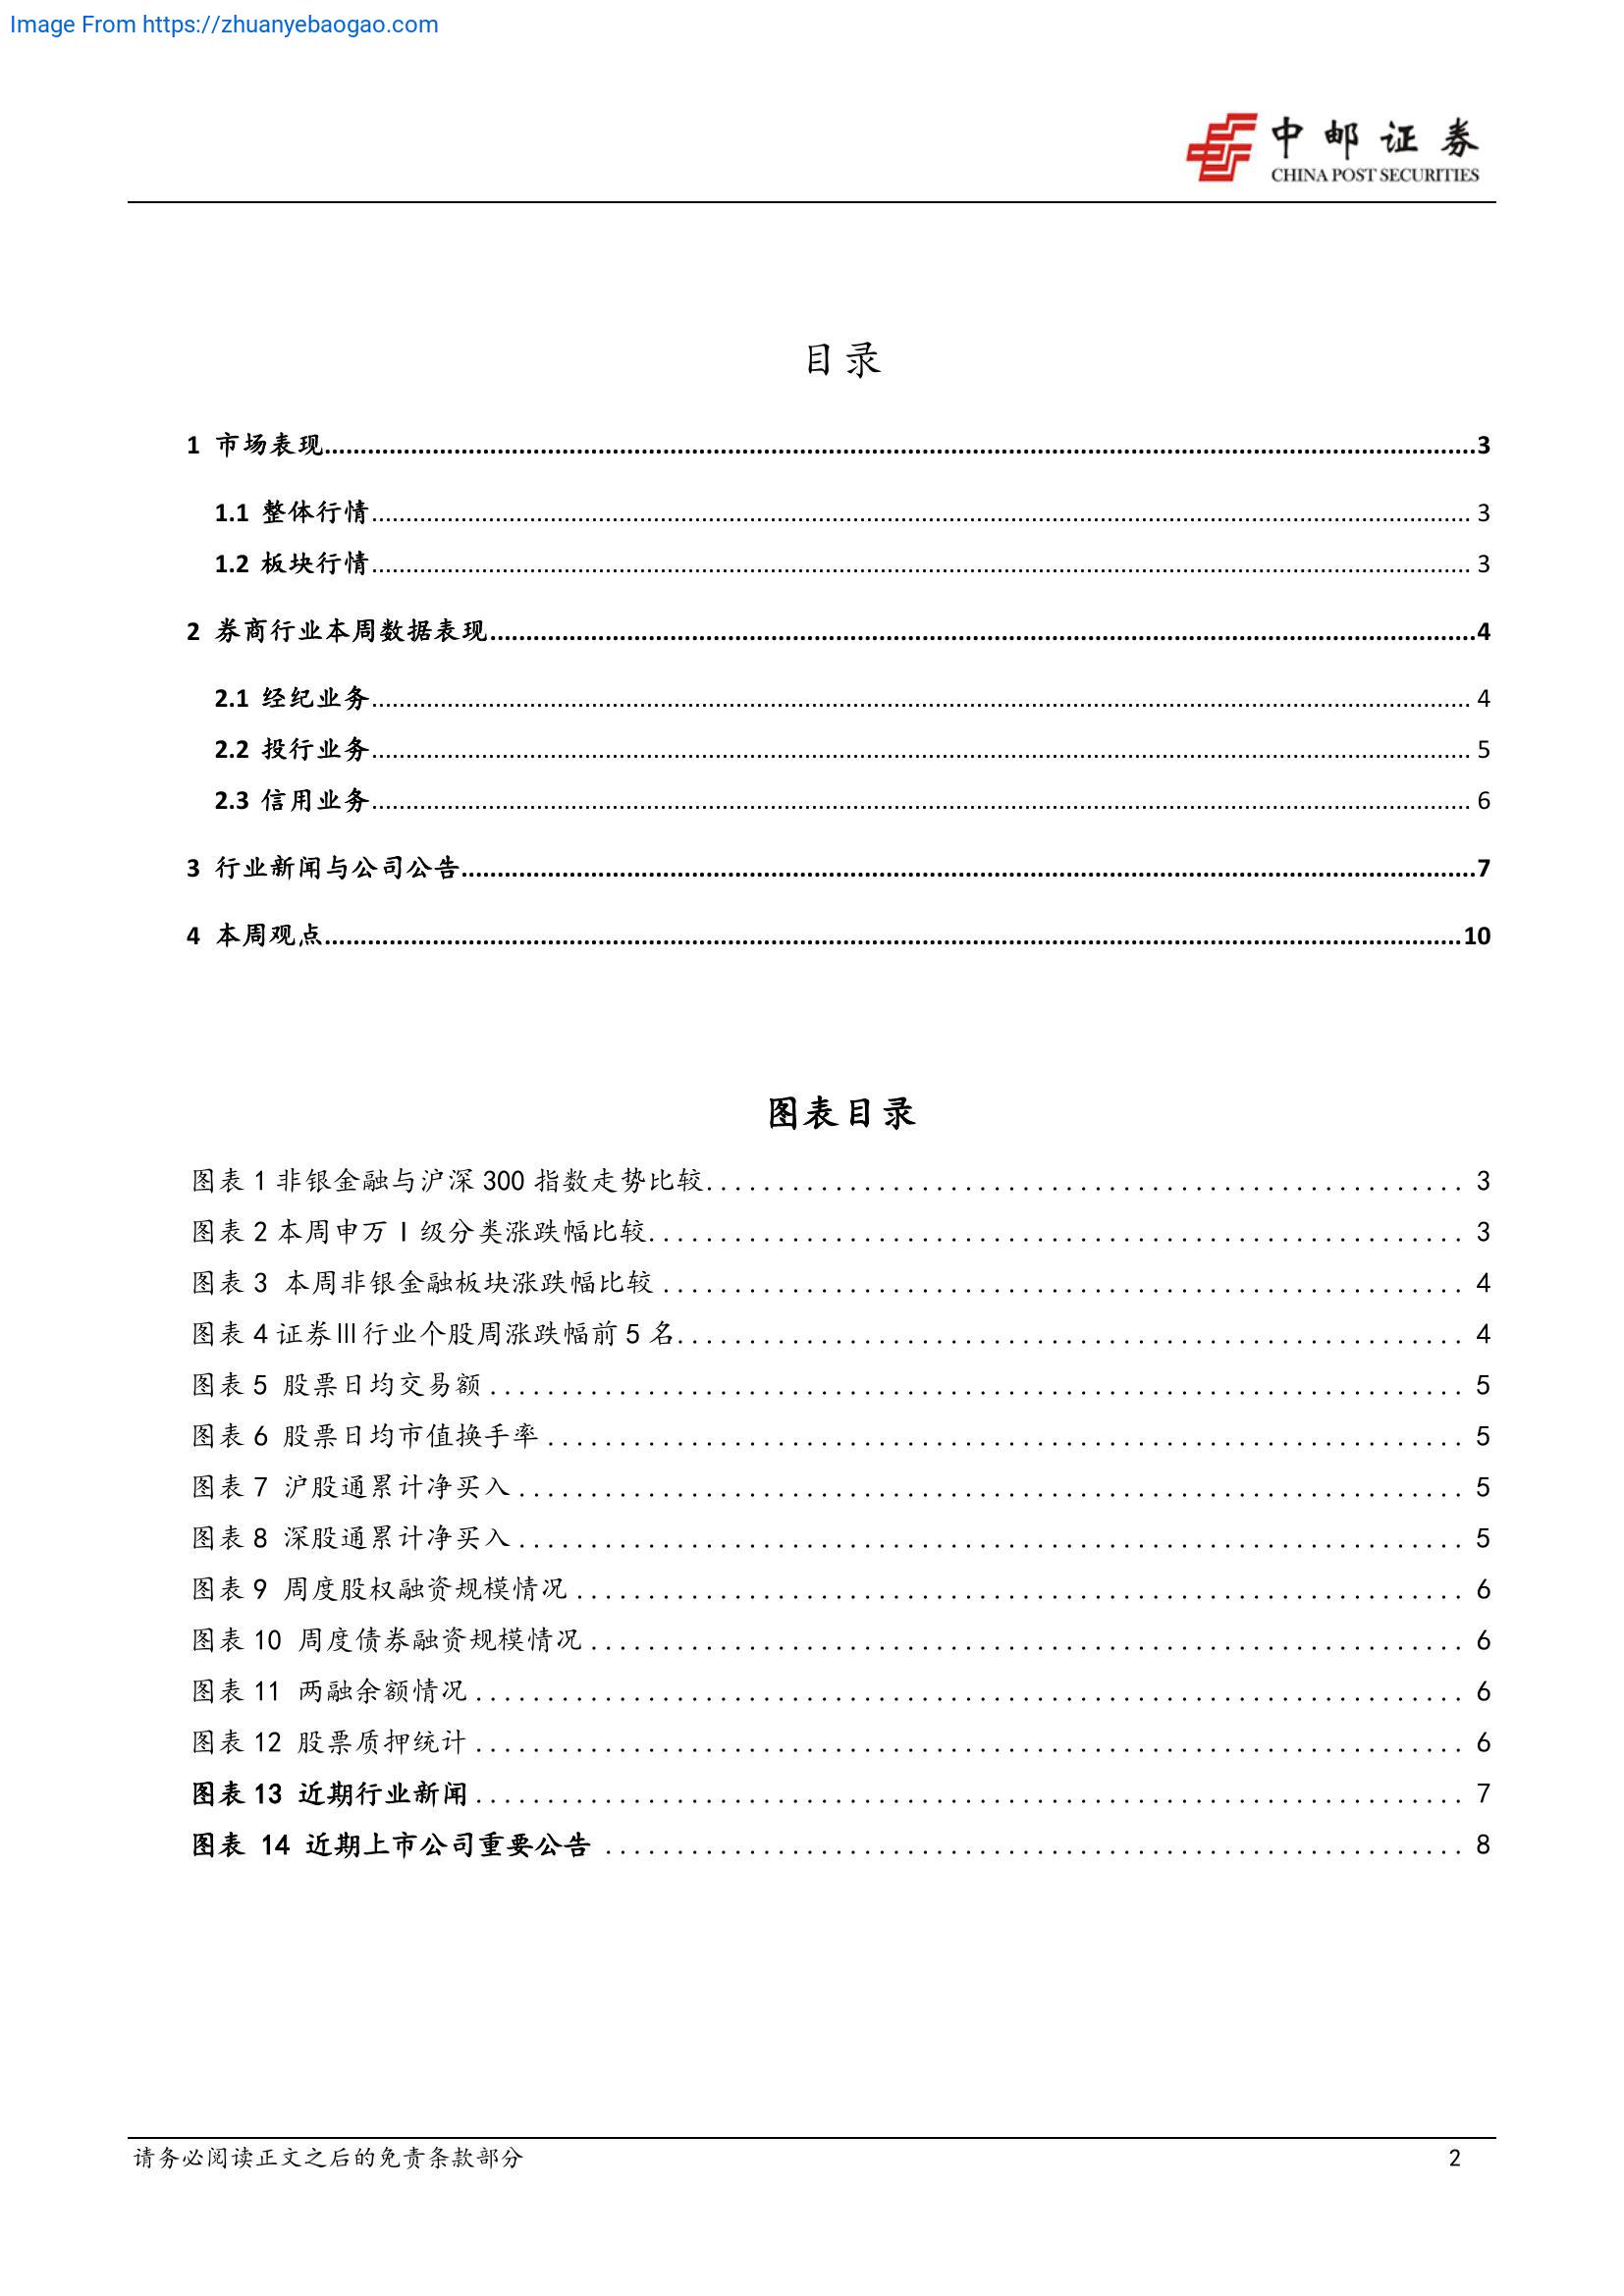 Image From https://zhuanyebaogao.com
中邮证券
CHINA POST SECURITIES
目录
1 市场表现........................................3
1.1 整体行情........................................ 3
1.2 板块行情........................................ 3
2 券商行业本周数据表现........................................4
2.1 经纪业务........................................ 4
2.2 投行业务........................................ 5
2.3 信用业务........................................ 6
3 行业新闻与公司公告........................................7
4 本周观点........................................10
图表目录
图表 1 非银金融与沪深 300 指数走势比较........................................ 3
图表 2 本周申万 I 级分类涨跌幅比较........................................ 3
图表 3 本周非银金融板块涨跌幅比较........................................ 4
图表 4 证券Ⅲ行业个股周涨跌幅前 5 名........................................ 4
图表 5 股票日均交易额........................................ 5
图表 6 股票日均市值换手率........................................ 5
图表 7 沪股通累计净买入........................................ 5
图表 8 深股通累计净买入........................................ 5
图表 9 周度股权融资规模情况........................................ 6
图表 10 周度债券融资规模情况........................................ 6
图表 11 两融余额情况........................................ 6
图表 12 股票质押统计........................................ 6
图表 13 近期行业新闻........................................ 7
图表 14 近期上市公司重要公告........................................ 8
请务必阅读正文之后的免责条款部分 2